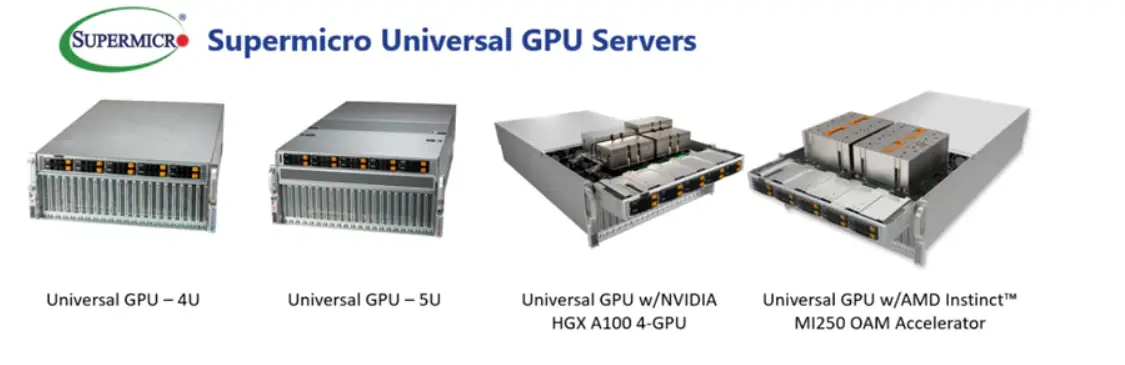 SUPERMICRO®
Supermicro Universal GPU Servers
Universal GPU – 4U
Universal GPU – 5U
Universal GPU w/NVIDIA
HGX A100 4-GPU
Universal GPU w/AMD Instinct™
MI250 OAM Accelerator